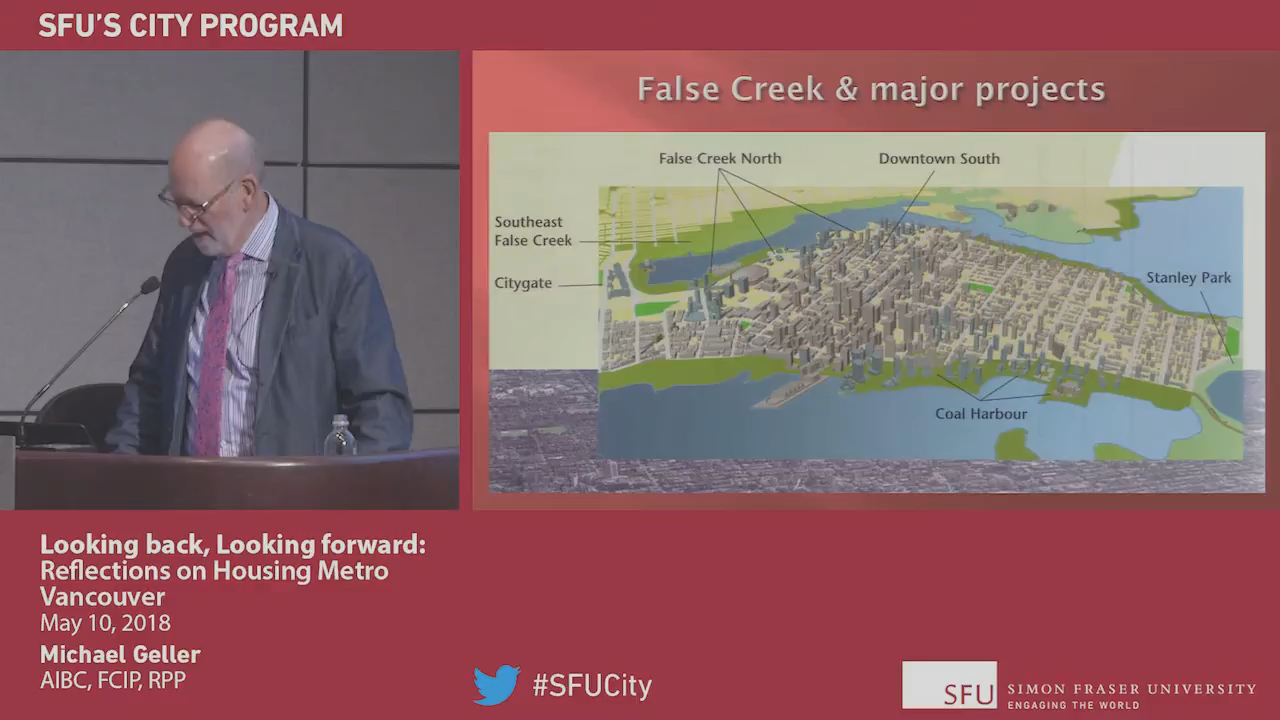 SFU'S CITY PROGRAM
False Creek & major projects
False Creek North
Downtown South
Southeast
False Creek
Citygate
Stanley Park
Coal Harbour
Looking back, Looking forward:
Reflections on Housing Metro
Vancouver
May 10, 2018
Michael Geller
AIBC, FCIP, RPP
#SFUCity
SFU
SIMON FRASER UNIVERSITY
ENGAGING THE WORLD